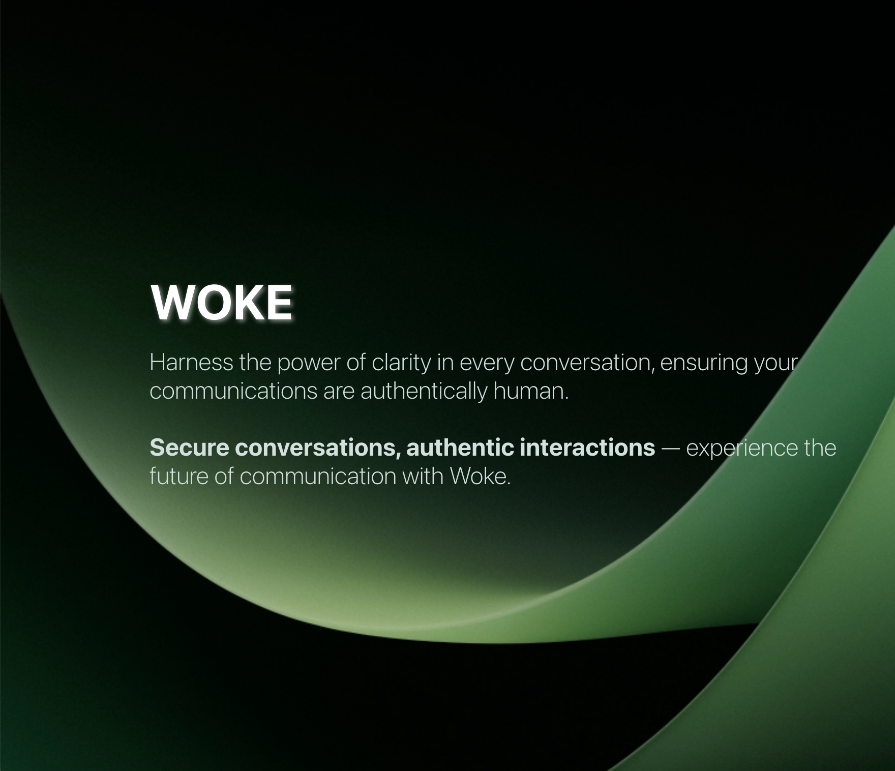 WOKE
Harness the power of clarity in every conversation, ensuring your
communications are authentically human.
Secure conversations, authentic interactions — experience the
future of communication with Woke.